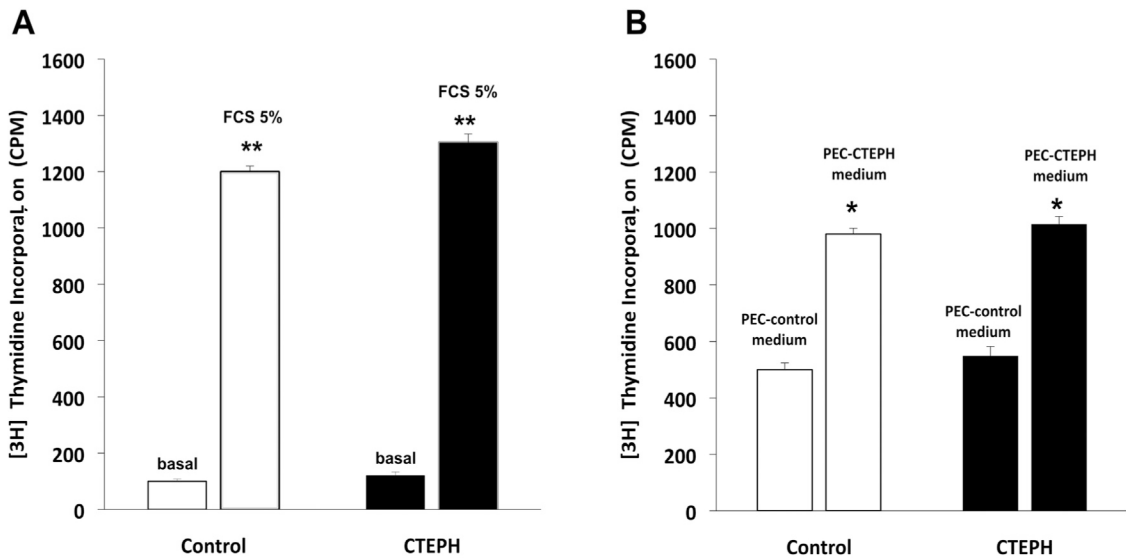 A
[3H] Thymidine Incorporaƭ on (CPM)
1600
1400
1200
1000
800
600
400
200
0
FCS 5%
**
FCS 5%
**
basal
basal
Control
CTEPH
B
[3H] Thymidine Incorporaƭ on (CPM)
1600
1400
1200
1000
800
600
400
200
0
PEC-CTEPH
medium
*
PEC-CTEPH
medium
*
PEC-control
medium
PEC-control
medium
Control
CTEPH